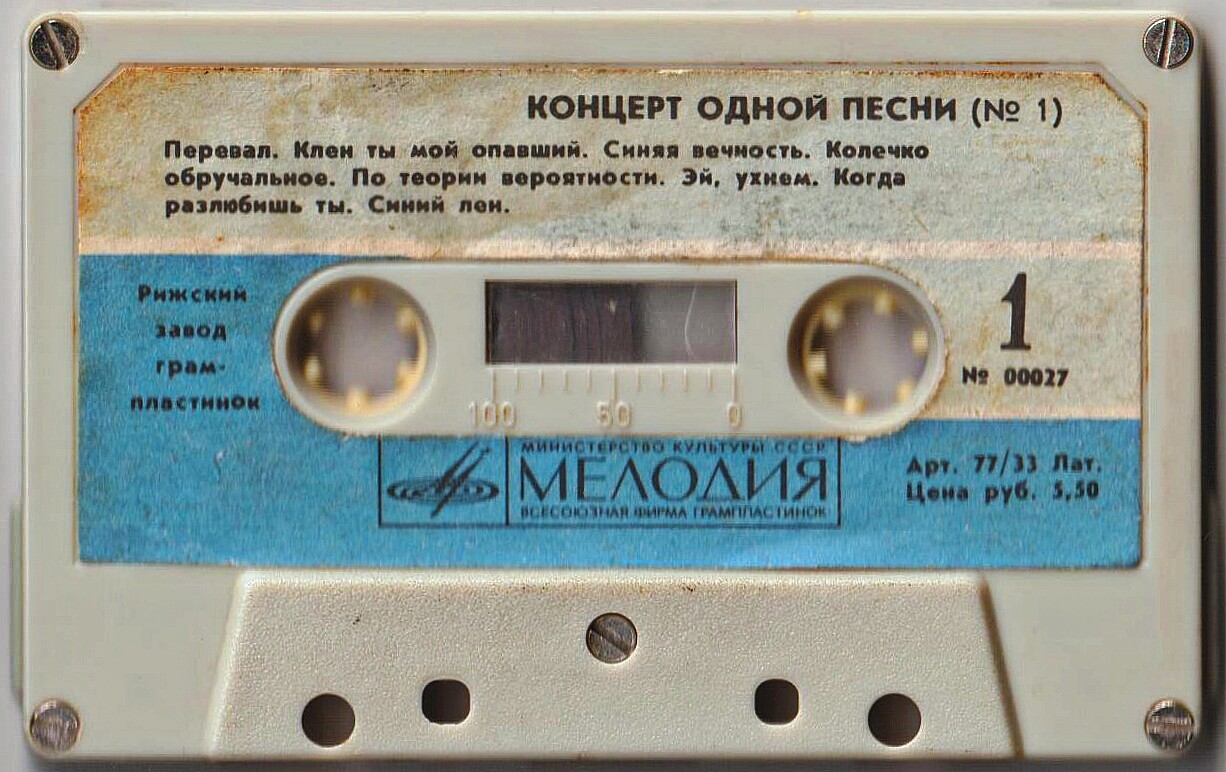 КОНЦЕРТ ОДНОЙ ПЕСНИ (№ 1)
Перевал. Клен ты мой опавший. Синяя вечность. Колечко
обручальное. По теории вероятности. Эй, ухнем. Когда
разлюбишь ты. Синий лен.
Рижский
завод
грам-
пластинок
1
№ 00027
100 50 0
МИНИСТЕРСТВО КУЛЬТУРЫ СССР
МЕЛОДИЯ
ВСЕСОЮЗНАЯ ФИРМА ГРАМПЛАСТИНОК
Арт. 77/33 Лат.
Цена руб. 5,50